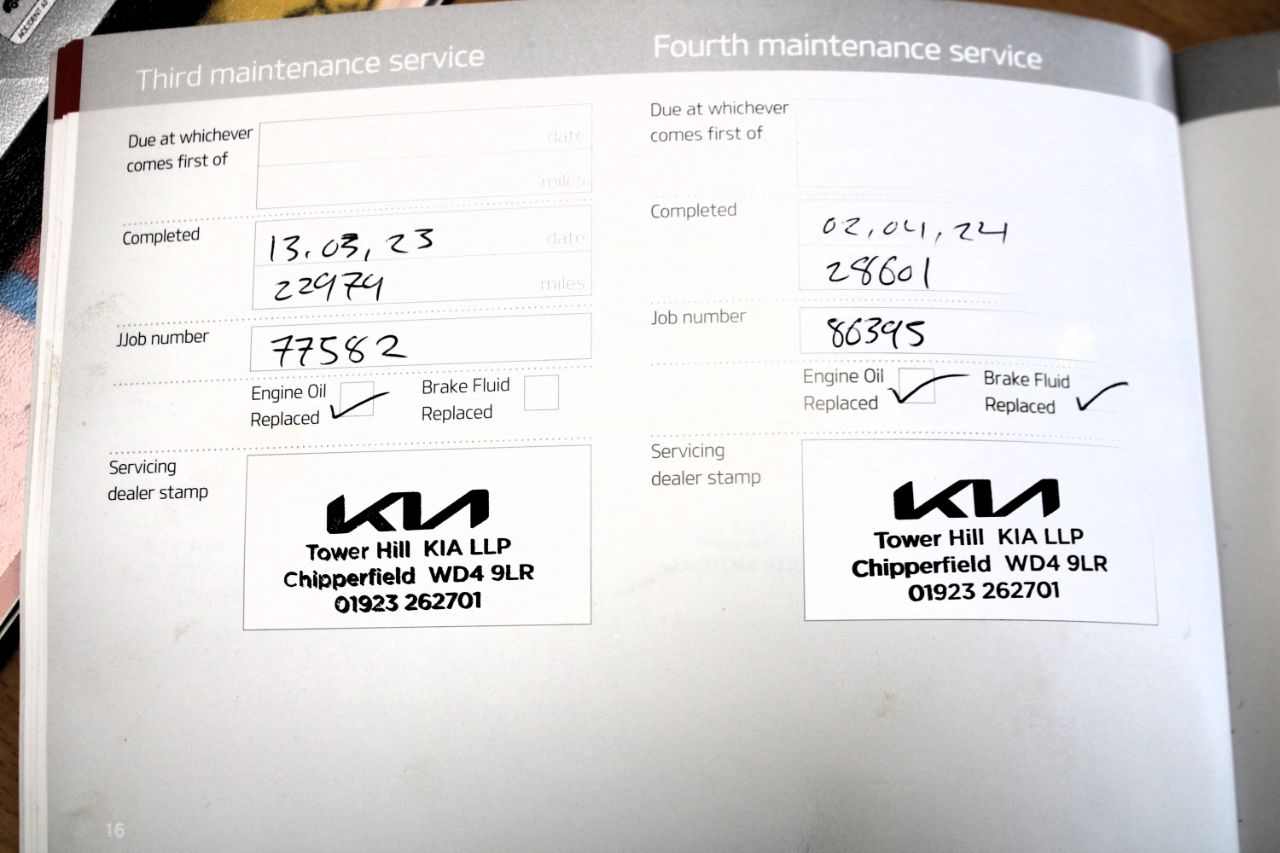 ACCIDENT AF
Third maintenance service
Due at whichever
comes first of
date
miles
Completed
13.03,23
date
22979
miles
JJob number
77582
Engine Oil
Replaced
Brake Fluid
Replaced
Servicing
dealer stamp
KIA
Tower Hill KIA LLP
Chipperfield WD4 9LR
01923 262701
16
Fourth maintenance service
Due at whichever
comes first of
Completed
02,04,24
28601
Job number
86395
Engine Oil
Replaced
Brake Fluid
Replaced
Servicing
dealer stamp
KIA
Tower Hill KIA LLP
Chipperfield WD4 9LR
01923 262701